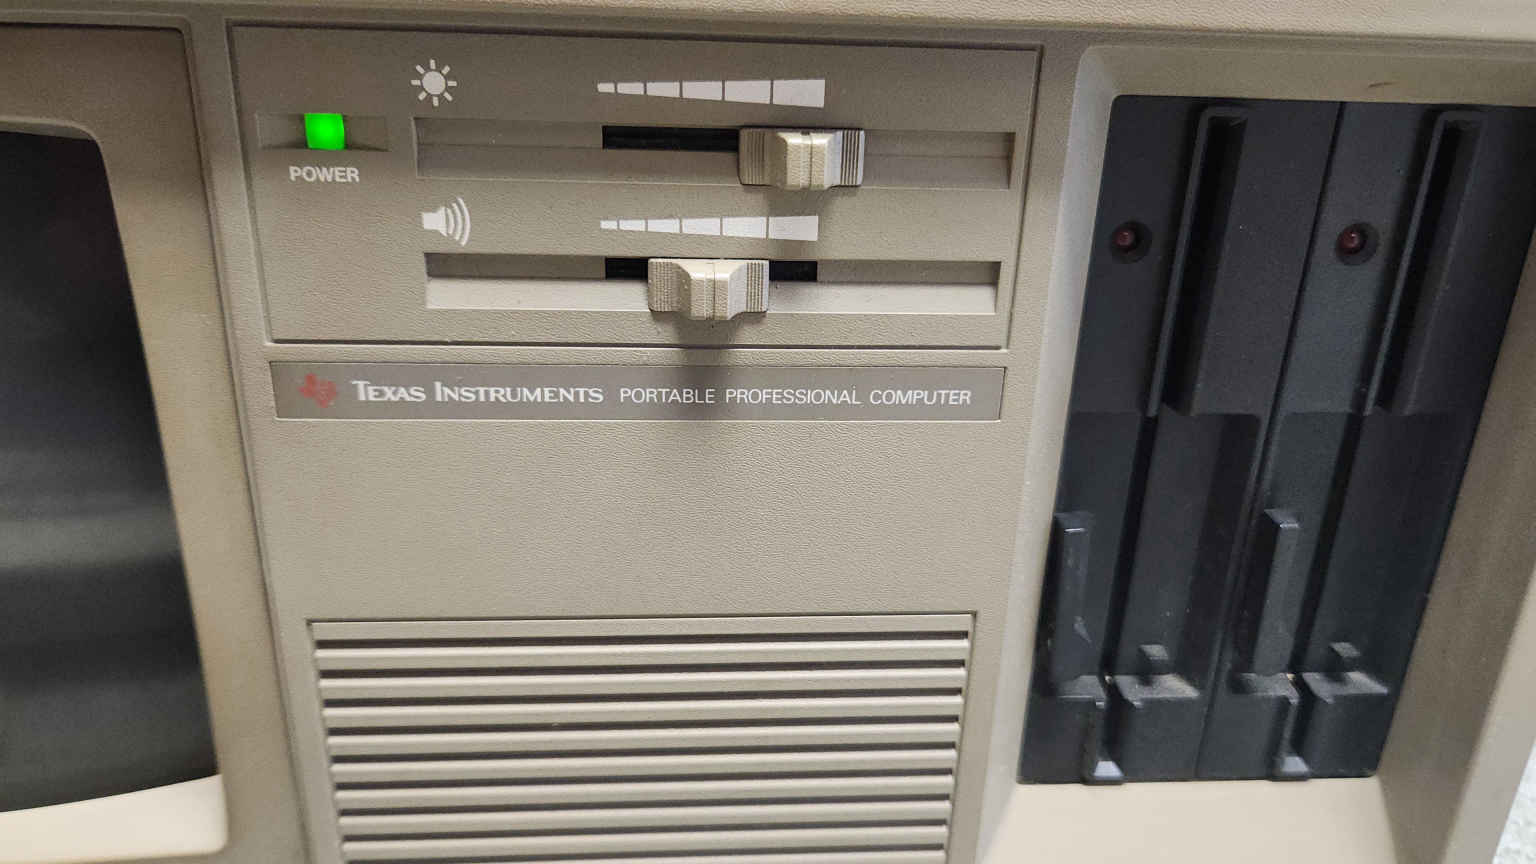 POWER
TEXAS INSTRUMENTS PORTABLE PROFESSIONAL COMPUTER